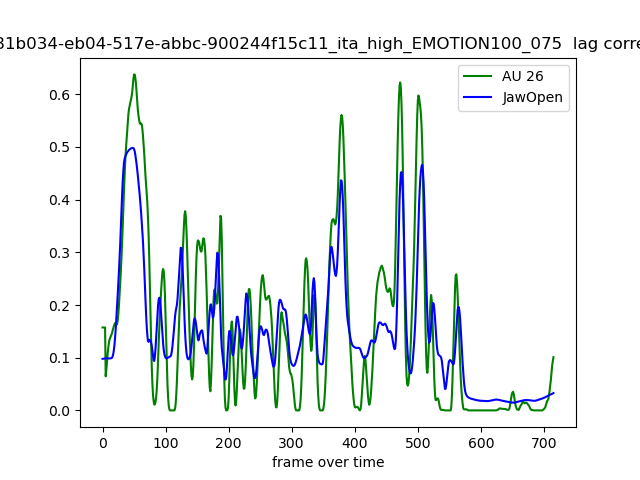 31b034-eb04-517e-abbc-900244f15c11_ita_high_EMOTION100_075 lag corre
AU 26
JawOpen
0.6
0.5
0.4
0.3
0.2
0.1
0.0
0 100 200 300 400 500 600 700
frame over time